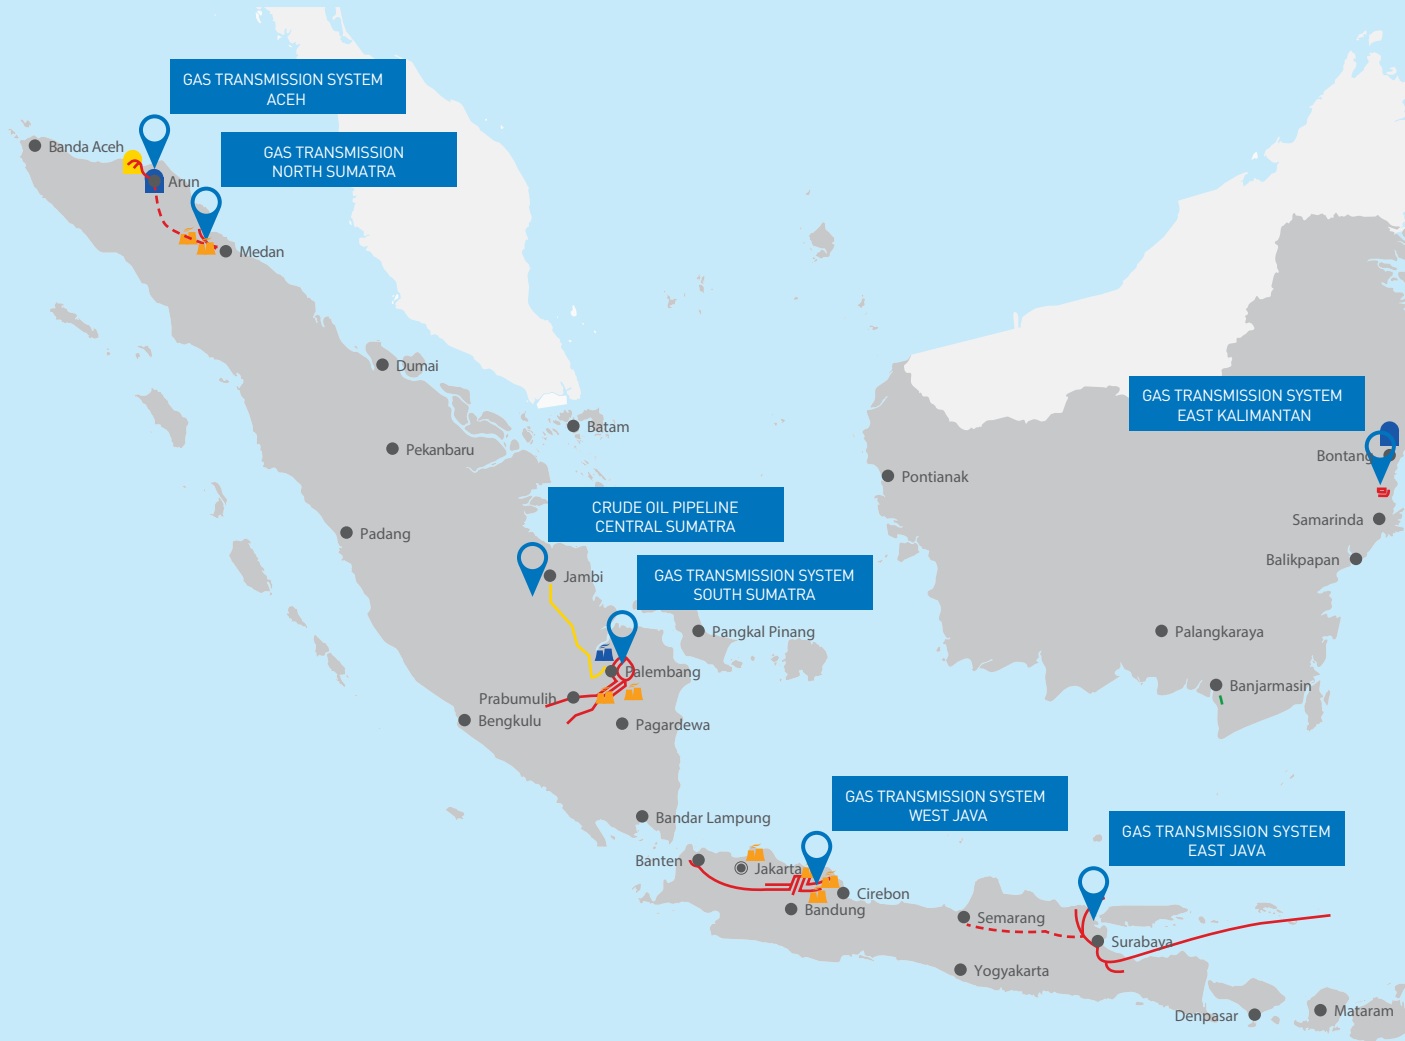 GAS TRANSMISSION SYSTEM
ACEH
Banda Aceh
GAS TRANSMISSION
NORTH SUMATRA
Arun
Medan
Dumai
GAS TRANSMISSION SYSTEM
EAST KALIMANTAN
Batam
Pekanbaru
Bontang
Pontianak
CRUDE OIL PIPELINE
CENTRAL SUMATRA
Samarinda
Padang
Balikpapan
Jambi
GAS TRANSMISSION SYSTEM
SOUTH SUMATRA
Pangkal Pinang
Palangkaraya
Palembang
Banjarmasin
Prabumulih
Bengkulu
Pagardewa
GAS TRANSMISSION SYSTEM
WEST JAVA
Bandar Lampung
GAS TRANSMISSION SYSTEM
EAST JAVA
Banten
Jakarta
Cirebon
Bandung
Semarang
Surabaya
Yogyakarta
Denpasar
Mataram